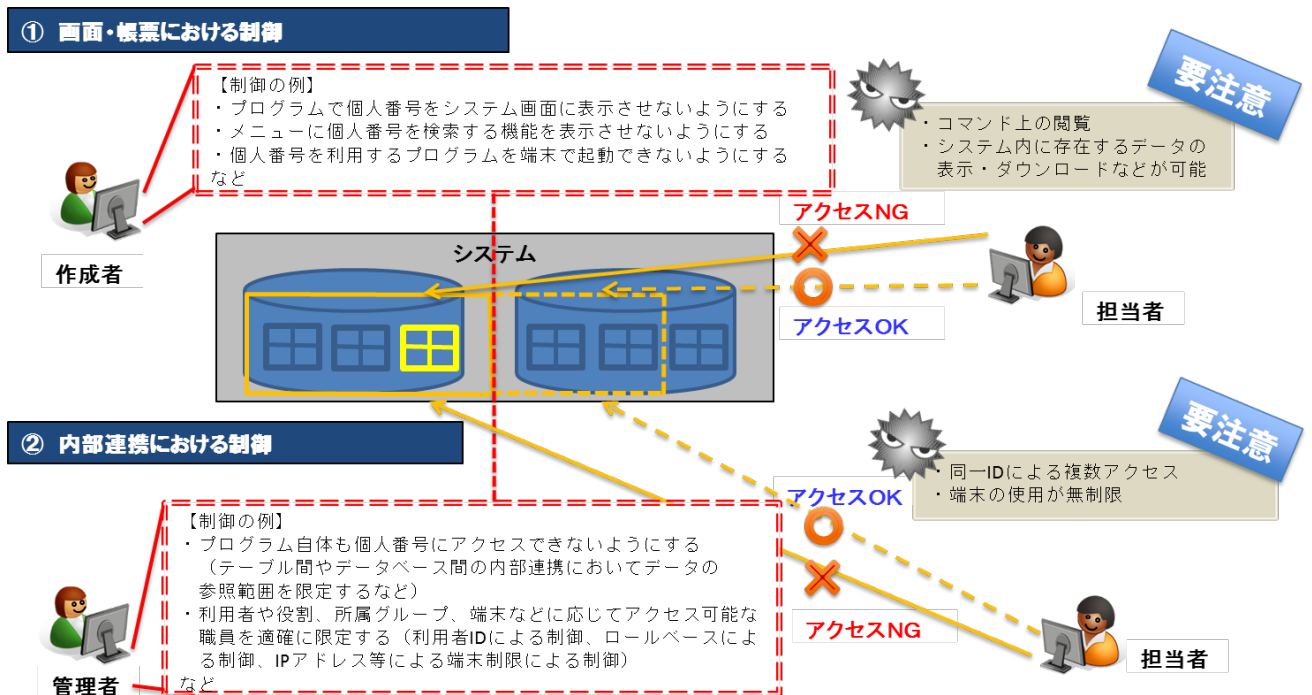 ① 画面・帳票における制御
【制御の例】
・プログラムで個人番号をシステム画面に表示させないようにする
・メニューに個人番号を検索する機能を表示させないようにする
・個人番号を利用するプログラムを端末で起動できないようにする
など
要注意
・コマンド上の閲覧
・システム内に存在するデータの
表示・ダウンロードなどが可能
作成者
アクセスNG
システム
アクセスOK
担当者
② 内部連携における制御
要注意
・同一IDによる複数アクセス
・端末の使用が無制限
アクセスOK
【制御の例】
・プログラム自体も個人番号にアクセスできないようにする
（テーブル間やデータベース間の内部連携においてデータの
参照範囲を限定するなど）
・利用者や役割、所属グループ、端末などに応じてアクセス可能な
職員を適確に限定する（利用者IDによる制御、ロールベースによ
る制御、IPアドレス等による端末制限による制御）
など
アクセスNG
担当者
管理者